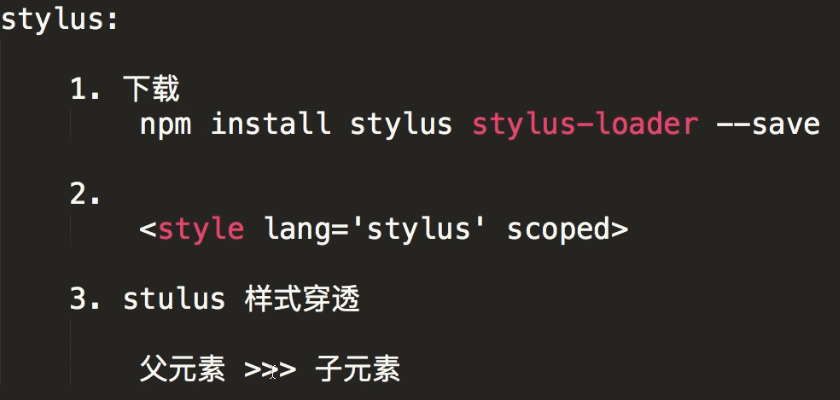 stylus:
1. 下载
npm install stylus stylus-loader --save
2.
<style lang='stylus' scoped>
3. stulus 样式穿透
父元素 >>> 子元素